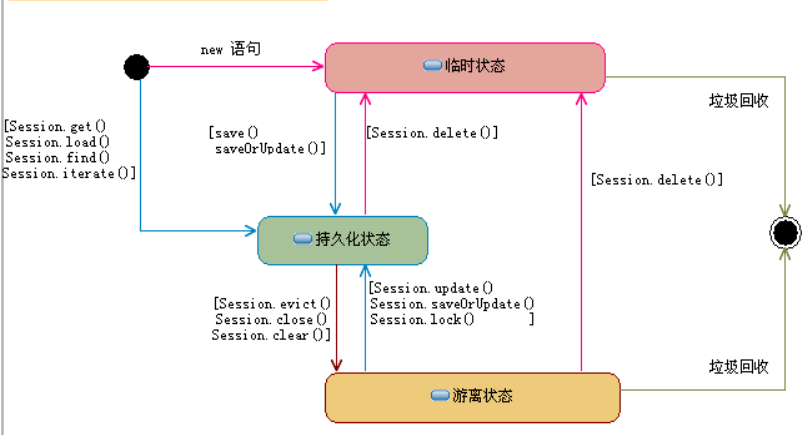 new 语句
临时状态
垃圾回收
[Session.get()
Session.load()
Session.find()
Session.iterate()]
[save()
saveOrUpdate()]
[Session.delete()]
[Session.delete()]
持久化状态
[Session.evict()
Session.close()
Session.clear()]
[Session.update()
Session.saveOrUpdate()
Session.lock() ]
垃圾回收
游离状态